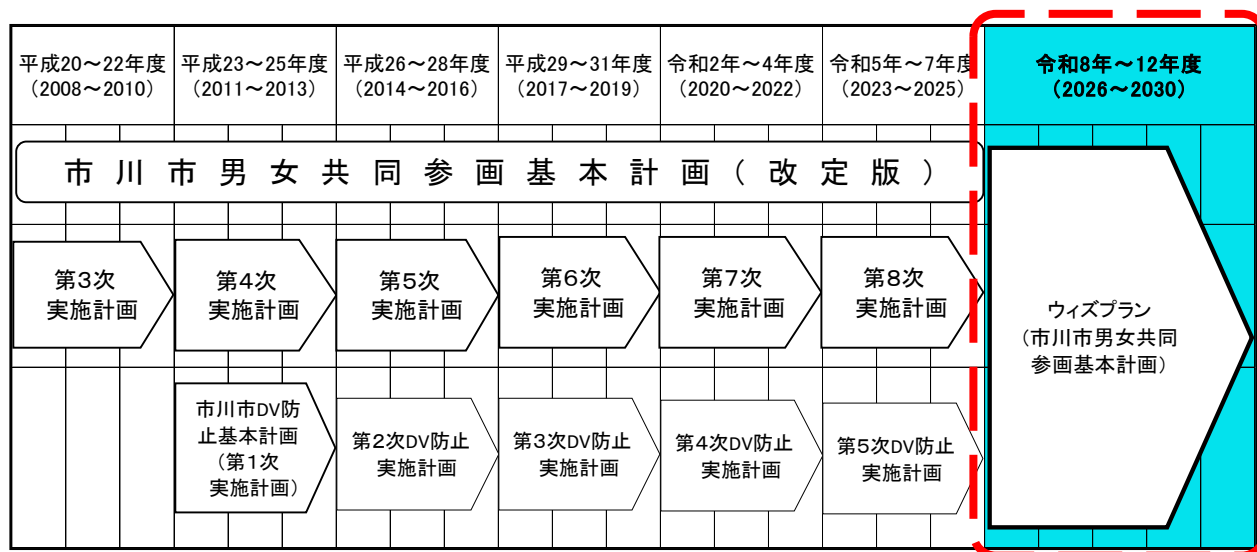 平成20～22年度
（2008～2010）
平成23～25年度
（2011～2013）
平成26～28年度
（2014～2016）
平成29～31年度
（2017～2019）
令和2年～4年度
（2020～2022）
令和5年～7年度
（2023～2025）
令和8年～12年度
（2026～2030）
市川市男女共同参画基本計画（改定版）
第3次
実施計画
第4次
実施計画
第5次
実施計画
第6次
実施計画
第7次
実施計画
第8次
実施計画
ウィズプラン
（市川市男女共同
参画基本計画）
市川市DV防
止基本計画
（第1次
実施計画）
第2次DV防止
実施計画
第3次DV防止
実施計画
第4次DV防止
実施計画
第5次DV防止
実施計画